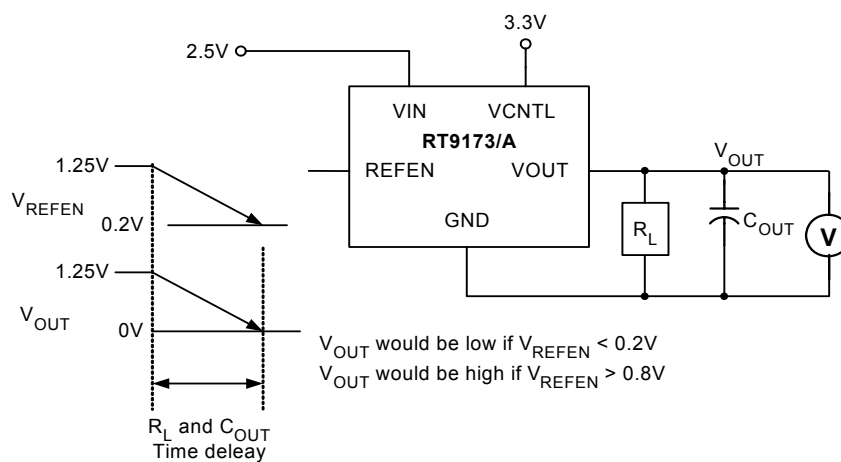 3.3V
2.5V
VIN VCNTL
RT9173/A
1.25V
REFEN VOUT
VOUT
VREFEN
0.2V
GND
RL
COUT
V
1.25V
VOUT
0V
VOUT would be low if VREFEN < 0.2V
VOUT would be high if VREFEN > 0.8V
RL and COUT
Time deleay